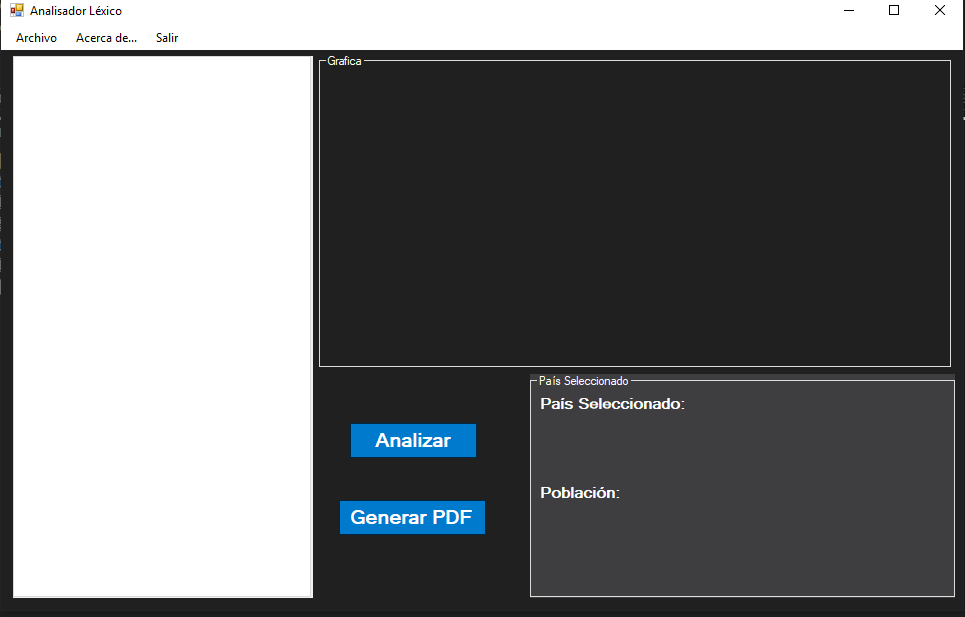 Analisador Léxico
Archivo Acerca de... Salir
Grafica
País Seleccionado
País Seleccionado:
Analizar
Población:
Generar PDF